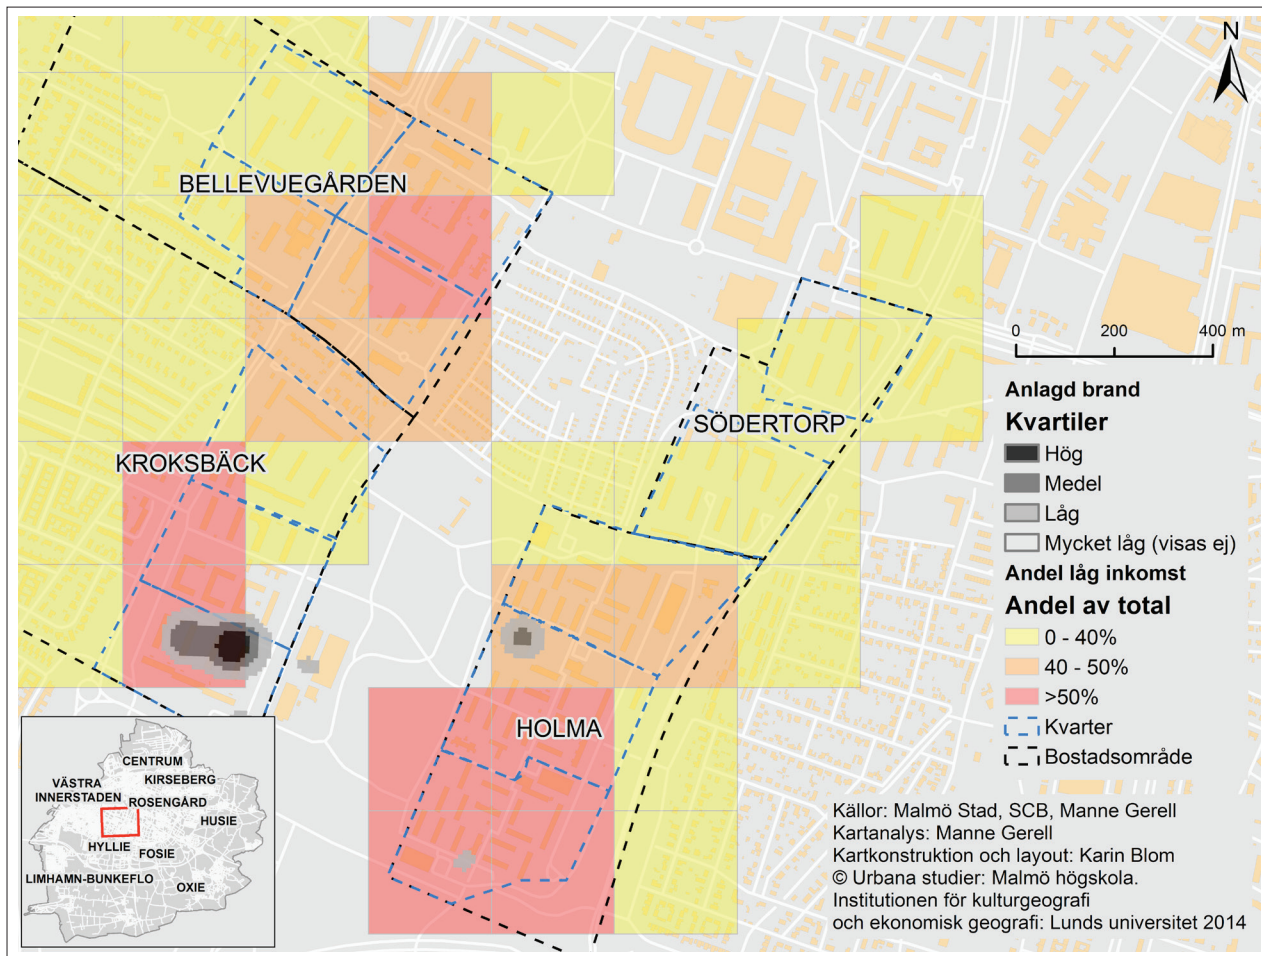 N
BELLEVUEGÅRDEN
0 200 400 m
SÖDERTORP
KROKSBÄCK
HOLMA
Anlagd brand
Kvartiler
Hög
Medel
Låg
Mycket låg (visas ej)
Andel låg inkomst
Andel av total
0 - 40%
40 - 50%
>50%
Kvarter
Bostadsområde
CENTRUM
KIRSEBERG
VÄSTRA
INNERSTADEN
ROSENGÅRD
HUSIE
HYLLIE
FOSIE
LIMHAMN-BUNKEFLO
OXIE
Källor: Malmö Stad, SCB, Manne Gerell
Kartanalys: Manne Gerell
Kartkonstruktion och layout: Karin Blom
© Urbana studier: Malmö högskola.
Institutionen för kulturgeografi
och ekonomisk geografi: Lunds universitet 2014